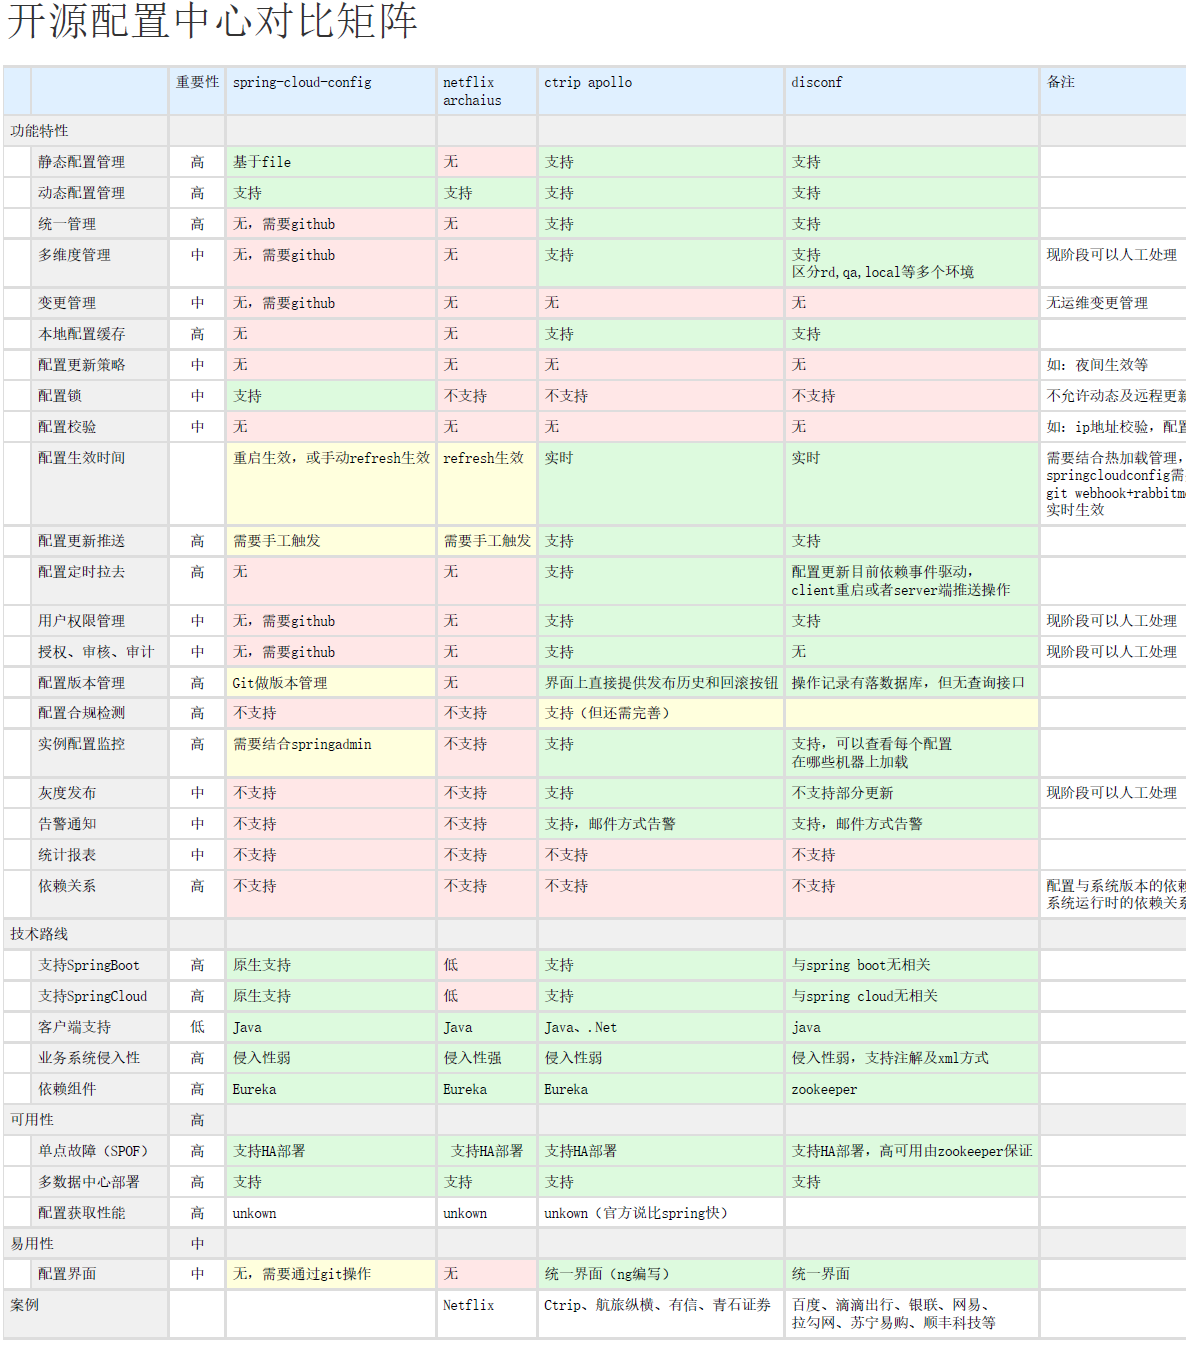 开源配置中心对比矩阵
重要性 spring-cloud-config netflix archaius ctrip apollo disconf 备注
功能特性
静态配置管理 高 基于file 无 支持 支持
动态配置管理 高 支持 支持 支持 支持
统一管理 高 无，需要github 无 支持 支持
多维度管理 中 无，需要github 无 支持 支持 现阶段可以人工处理
区分rd,qa,local等多个环境
变更管理 中 无，需要github 无 无 无 无运维变更管理
本地配置缓存 高 无 无 支持 支持
配置更新策略 中 无 无 无 无 如：夜间生效等
配置锁 中 支持 不支持 不支持 不支持 不允许动态及远程更新
配置校验 中 无 无 无 无 如：ip地址校验，配置
配置生效时间 重启生效，或手动refresh生效 refresh生效 实时 实时 需要结合热加载管理，
springcloudconfig需
git webhook+rabbitm
实时生效
配置更新推送 高 需要手工触发 需要手工触发 支持 支持
配置定时拉去 高 无 无 支持 配置更新目前依赖事件驱动，
client重启或者server端推送操作
用户权限管理 中 无，需要github 无 支持 支持 现阶段可以人工处理
授权、审核、审计 中 无，需要github 无 支持 无 现阶段可以人工处理
配置版本管理 高 Git做版本管理 无 界面上直接提供发布历史和回滚按钮 操作记录有落数据库，但无查询接口
配置合规检测 高 不支持 不支持 支持（但还需完善）
实例配置监控 高 需要结合springadmin 不支持 支持 支持，可以查看每个配置
在哪些机器上加载
灰度发布 中 不支持 不支持 支持 不支持部分更新 现阶段可以人工处理
告警通知 中 不支持 不支持 支持，邮件方式告警 支持，邮件方式告警
统计报表 中 不支持 不支持 不支持 不支持
依赖关系 高 不支持 不支持 不支持 不支持 配置与系统版本的依赖
系统运行时的依赖关系
技术路线
支持SpringBoot 高 原生支持 低 支持 与spring boot无相关
支持SpringCloud 高 原生支持 低 支持 与spring cloud无相关
客户端支持 低 Java Java Java、.Net java
业务系统侵入性 高 侵入性弱 侵入性强 侵入性弱 侵入性弱，支持注解及xml方式
依赖组件 高 Eureka Eureka Eureka zookeeper
可用性 高
单点故障（SPOF） 高 支持HA部署 支持HA部署 支持HA部署 支持HA部署，高可用由zookeeper保证
多数据中心部署 高 支持 支持 支持 支持
配置获取性能 高 unkown unkown unkown（官方说比spring快）
易用性 中
配置界面 中 无，需要通过git操作 无 统一界面（ng编写） 统一界面
案例 Netflix Ctrip、航旅纵横、有信、青石证券 百度、滴滴出行、银联、网易、
拉勾网、苏宁易购、顺丰科技等